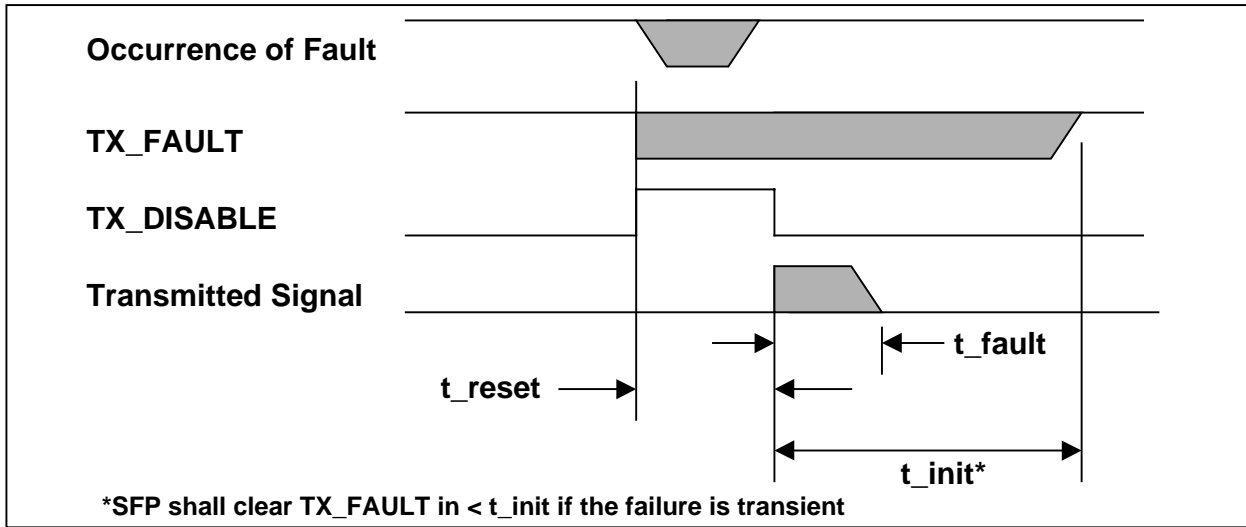 Occurrence of Fault
TX_FAULT
TX_DISABLE
Transmitted Signal
t_fault
t_reset
t_init*
*SFP shall clear TX_FAULT in < t_init if the failure is transient